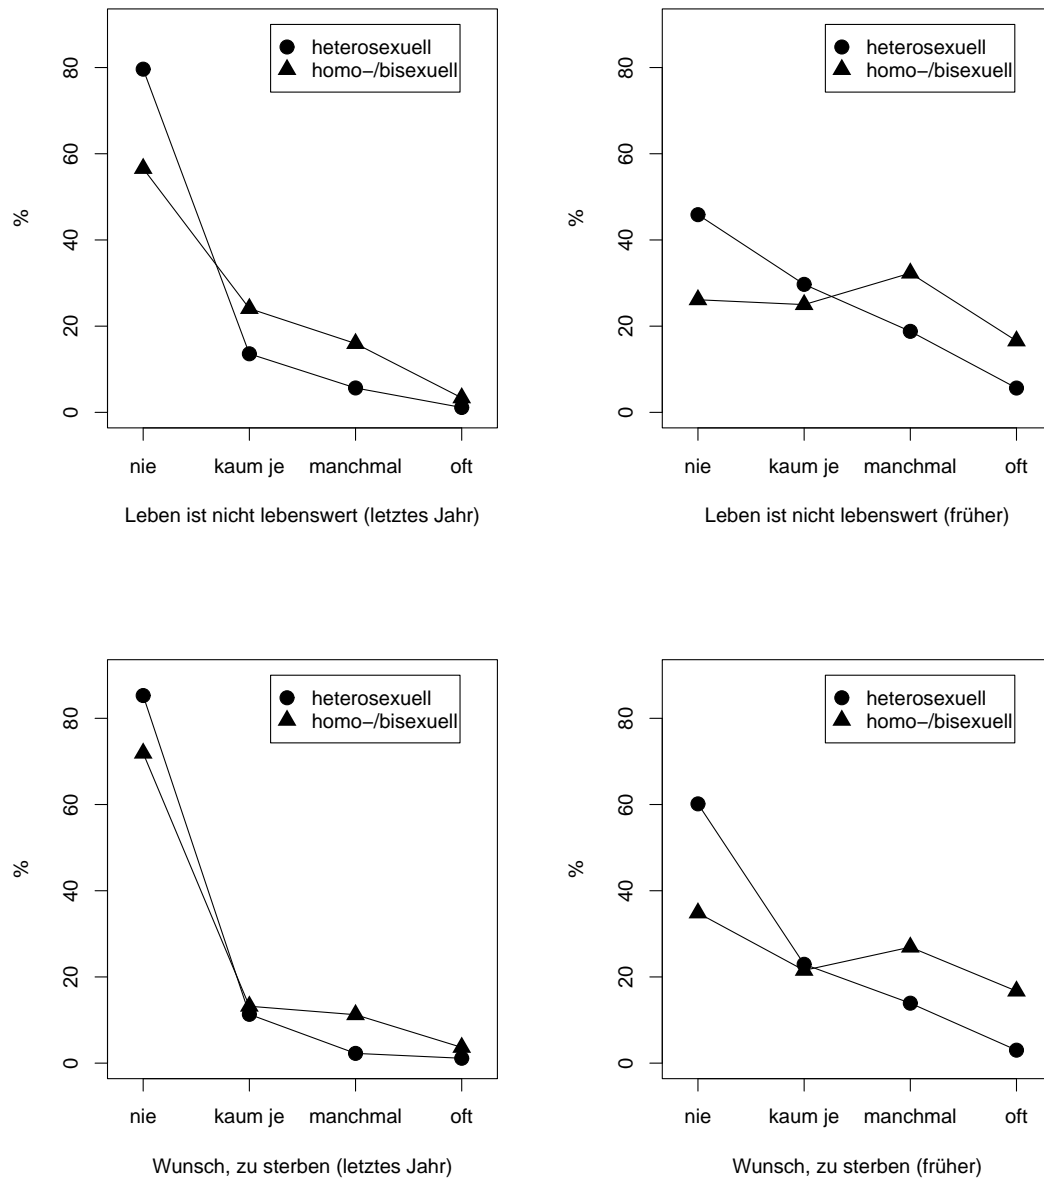 heterosexuell
homo−/bisexuell
%
80
60
40
20
0
nie kaum je manchmal oft
Leben ist nicht lebenswert (letztes Jahr)
heterosexuell
homo−/bisexuell
%
80
60
40
20
0
nie kaum je manchmal oft
Leben ist nicht lebenswert (früher)
heterosexuell
homo−/bisexuell
%
80
60
40
20
0
nie kaum je manchmal oft
Wunsch, zu sterben (letztes Jahr)
heterosexuell
homo−/bisexuell
%
80
60
40
20
0
nie kaum je manchmal oft
Wunsch, zu sterben (früher)